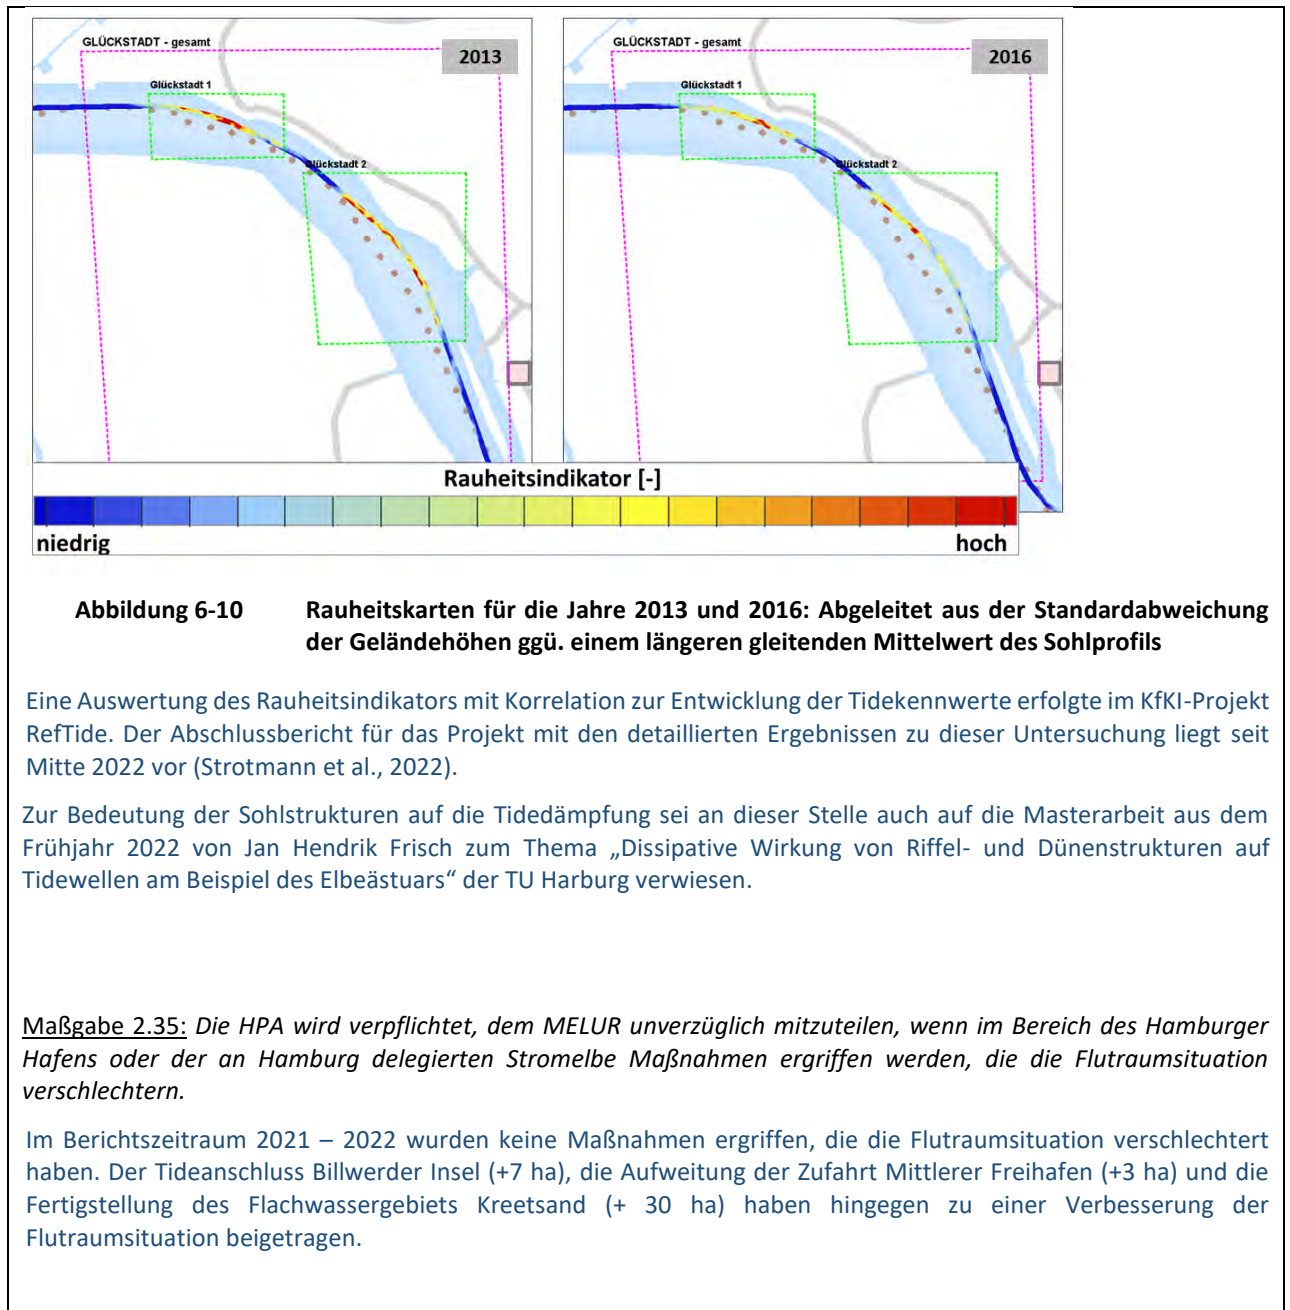 GLÜCKSTADT - gesamt
2013
Glückstadt 1
Glückstadt 2
GLÜCKSTADT - gesamt
2016
Glückstadt 1
Glückstadt 2
Rauheitsindikator [-]
niedrig
hoch
Abbildung 6-10 Rauheitskarten für die Jahre 2013 und 2016: Abgeleitet aus der Standardabweichung
der Geländehöhen ggü. einem längeren gleitenden Mittelwert des Sohlprofils
Eine Auswertung des Rauheitsindikators mit Korrelation zur Entwicklung der Tidekennwerte erfolgte im KfKI-Projekt
RefTide. Der Abschlussbericht für das Projekt mit den detaillierten Ergebnissen zu dieser Untersuchung liegt seit
Mitte 2022 vor (Strotmann et al., 2022).
Zur Bedeutung der Sohlstrukturen auf die Tidedämpfung sei an dieser Stelle auch auf die Masterarbeit aus dem
Frühjahr 2022 von Jan Hendrik Frisch zum Thema „Dissipative Wirkung von Riffel- und Dünenstrukturen auf
Tidewellen am Beispiel des Elbeästuars“ der TU Harburg verwiesen.
Maßgabe 2.35: Die HPA wird verpflichtet, dem MELUR unverzüglich mitzuteilen, wenn im Bereich des Hamburger
Hafens oder der an Hamburg delegierten Stromelbe Maßnahmen ergriffen werden, die die Flutraumsituation
verschlechtern.
Im Berichtszeitraum 2021 – 2022 wurden keine Maßnahmen ergriffen, die die Flutraumsituation verschlechtert
haben. Der Tideanschluss Billwerder Insel (+7 ha), die Aufweitung der Zufahrt Mittlerer Freihafen (+3 ha) und die
Fertigstellung des Flachwassergebiets Kreetsand (+ 30 ha) haben hingegen zu einer Verbesserung der
Flutraumsituation beigetragen.